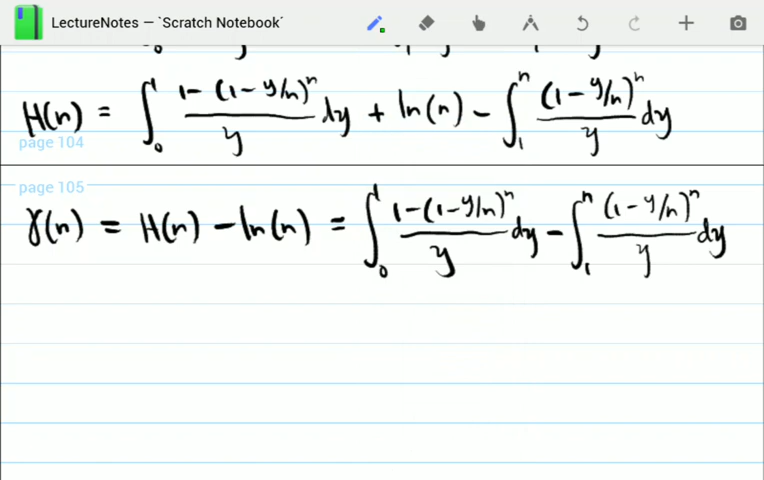 LectureNotes — `Scratch Notebook´
H(n) = ∫₀¹ (1-(1-y/n)ⁿ)/y dy + ln(n) - ∫₁ⁿ (1-y/n)ⁿ/y dy
page 104
page 105
γ(n) = H(n) - ln(n) = ∫₀¹ (1-(1-y/n)ⁿ)/y dy - ∫₁ⁿ (1-y/n)ⁿ/y dy